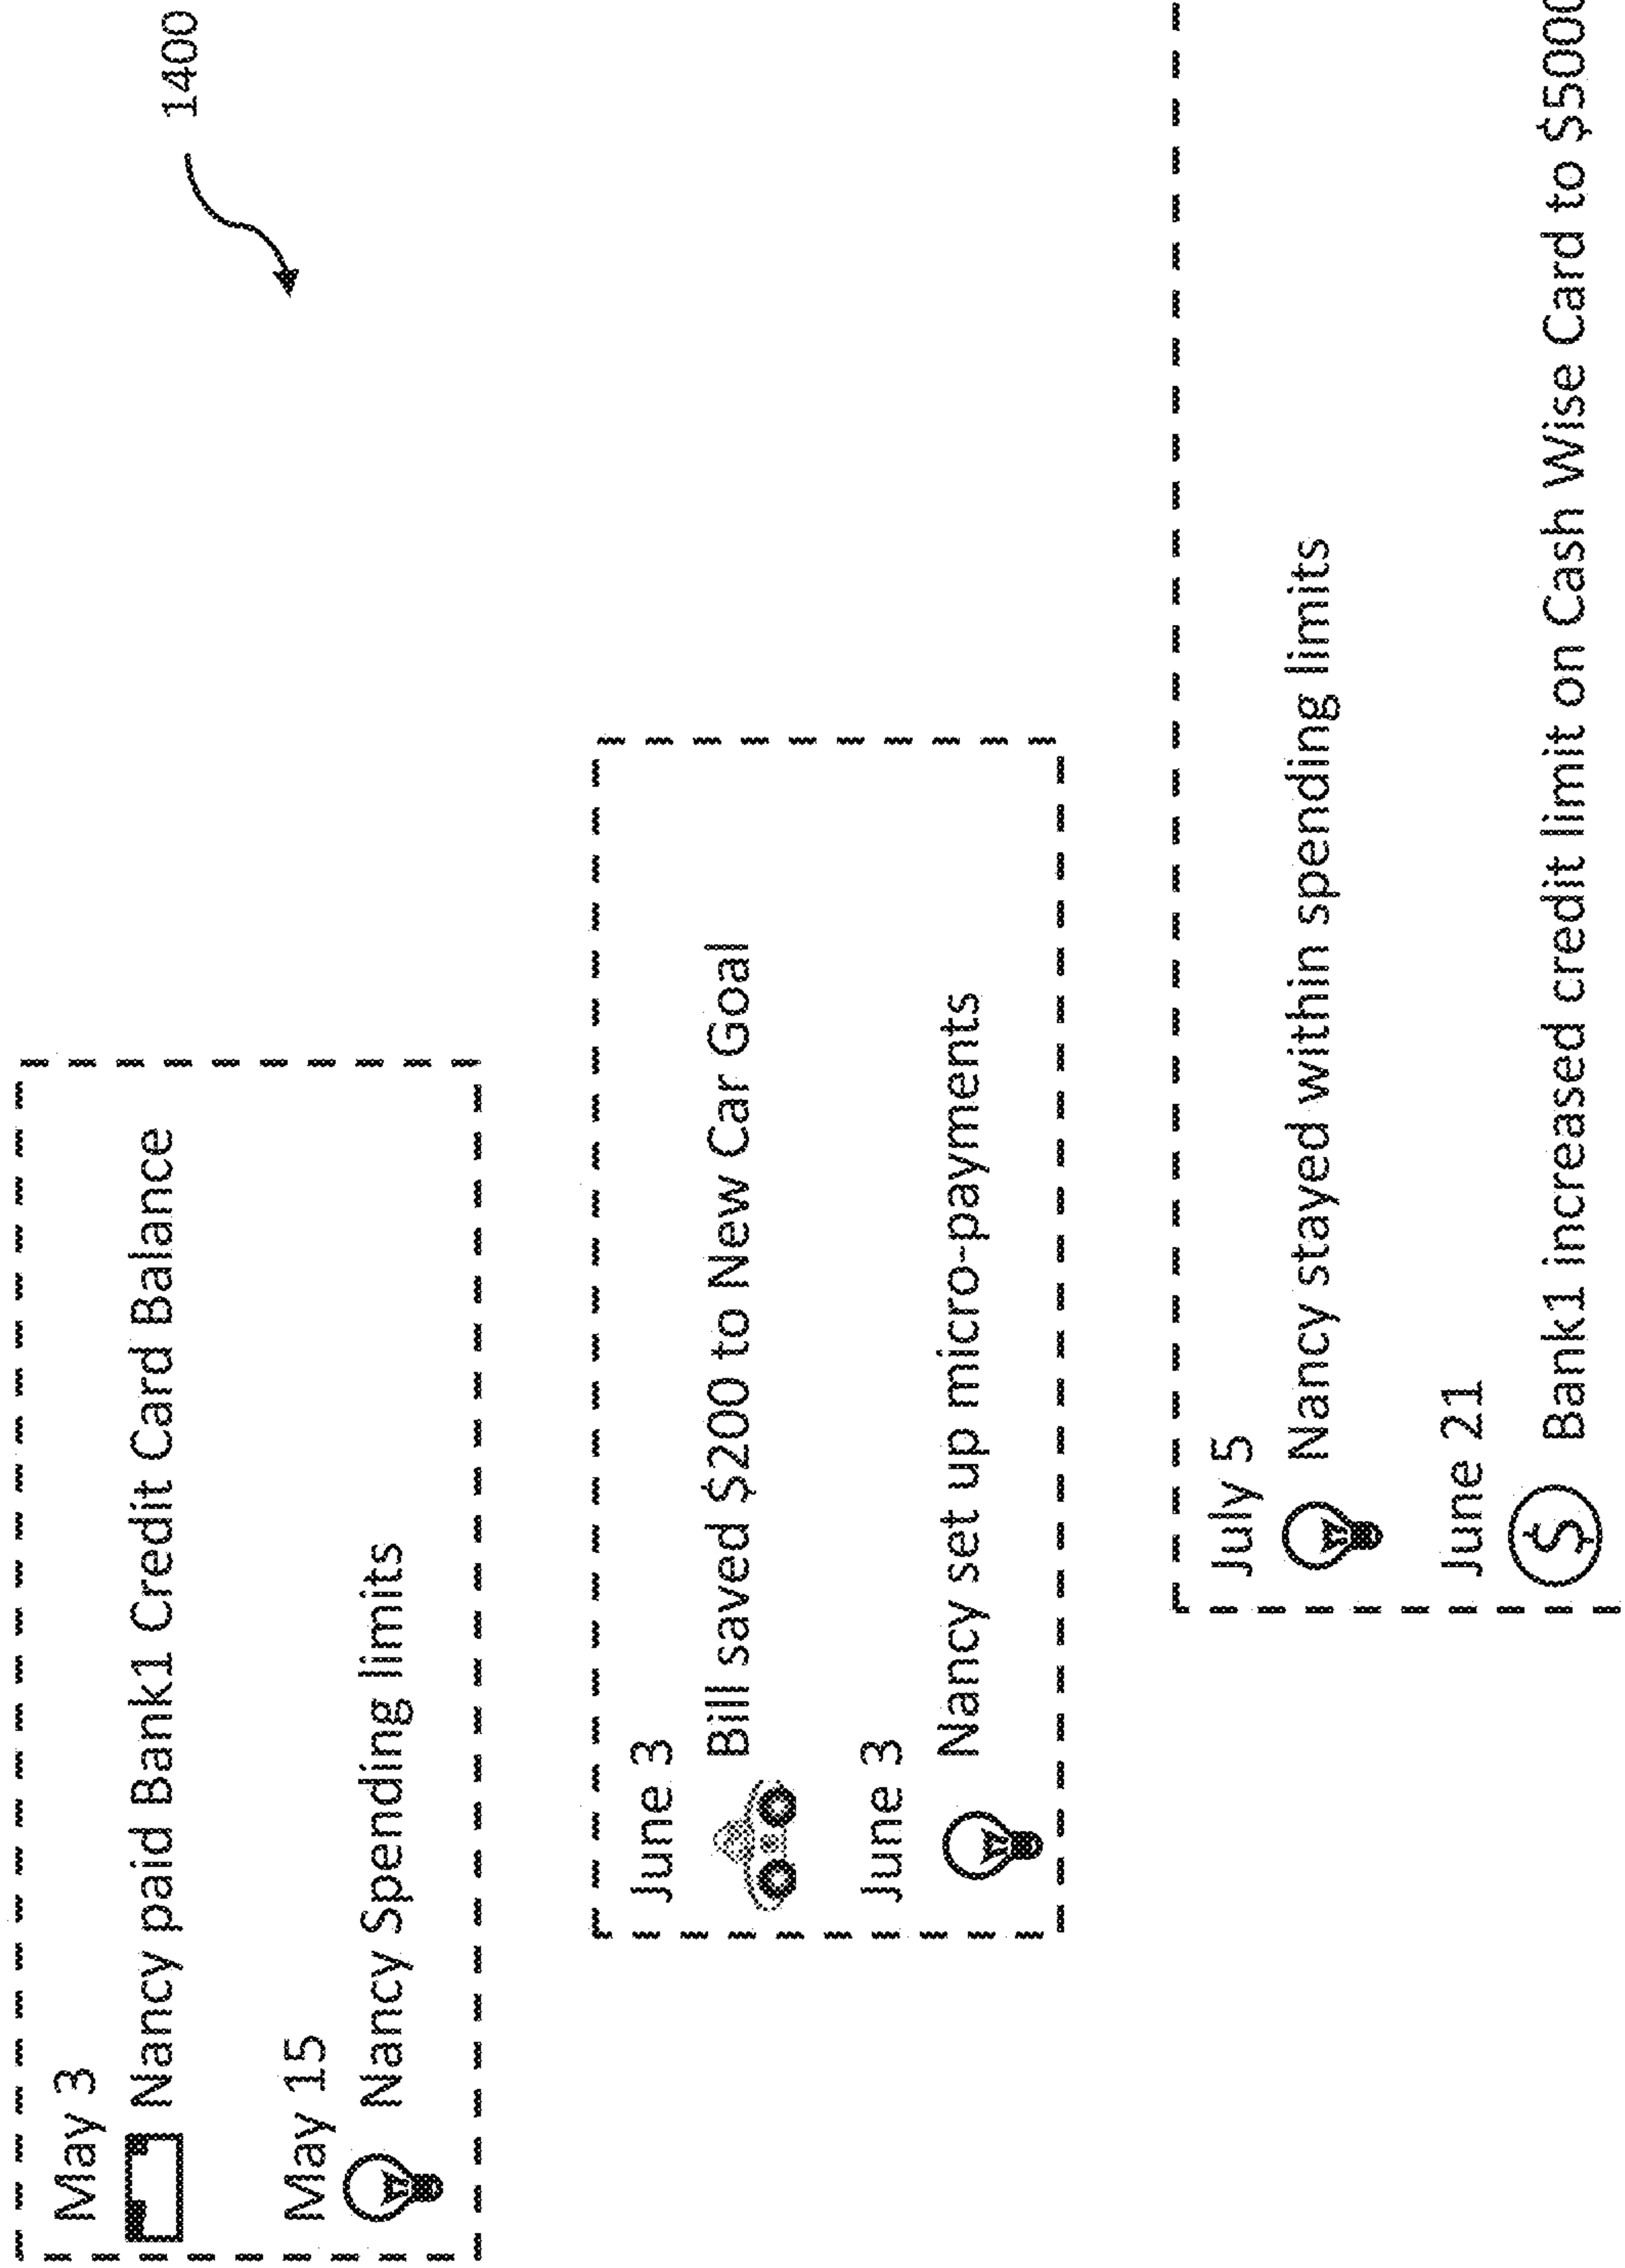 1400
May 3
Nancy paid Bank1 Credit Card Balance
May 15
Nancy Spending limits
June 3
Bill saved $200 to New Car Goal
June 3
Nancy set up micro-payments
July 5
Nancy stayed within spending limits
June 21
$
Bank1 increased credit limit on Cash Wise Card to $500